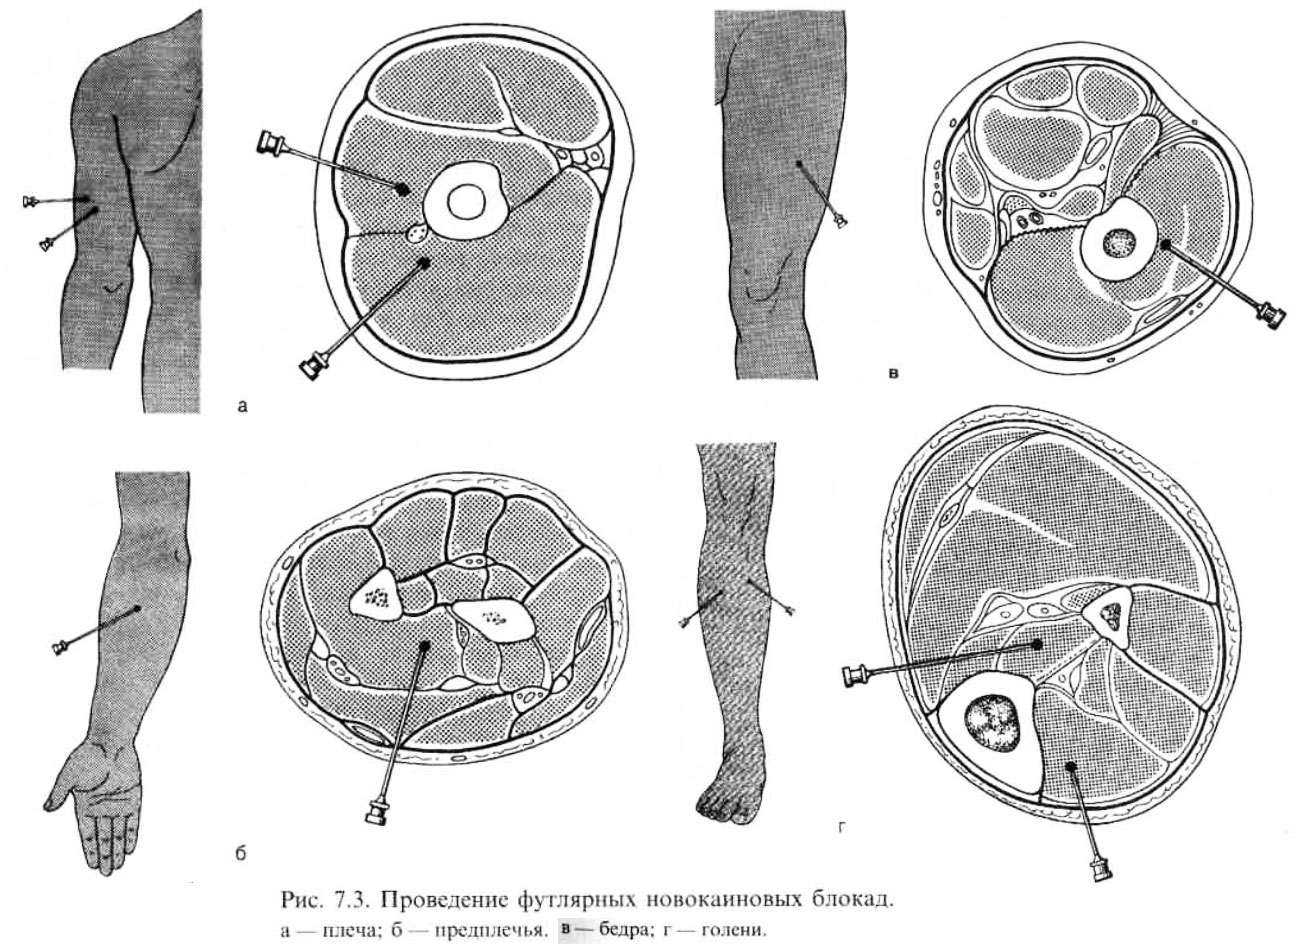 а
в
б
г
Рис. 7.3. Проведение футлярных новокаиновых блокад.
а — плеча; б — предплечья. в — бедра; г — голени.